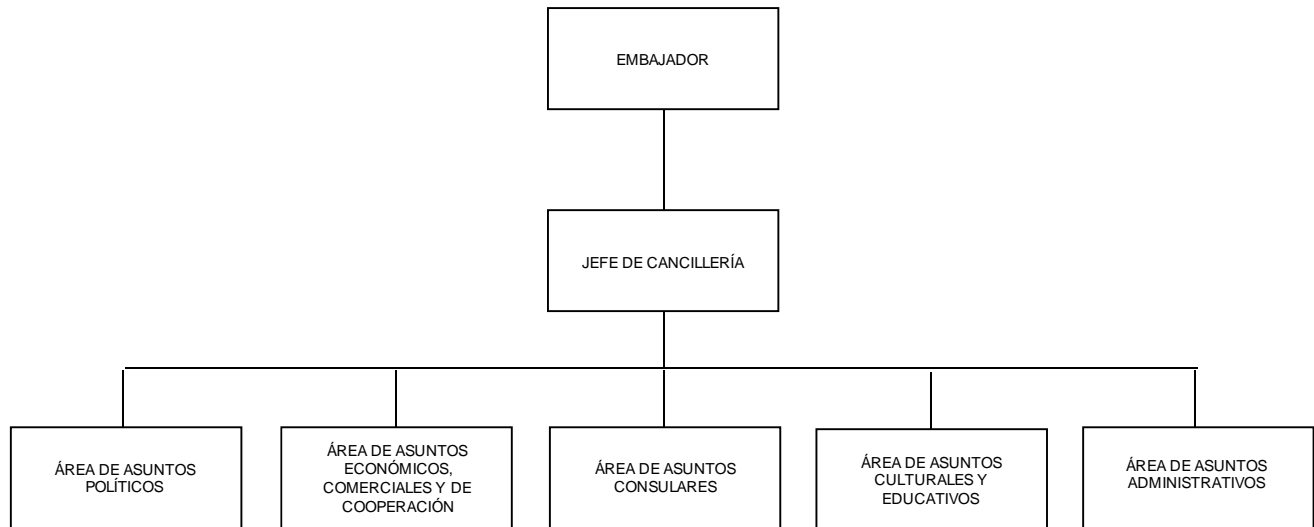 EMBAJADOR
JEFE DE CANCILLERÍA
ÁREA DE ASUNTOS
POLÍTICOS
ÁREA DE ASUNTOS
ECONÓMICOS,
COMERCIALES Y DE
COOPERACIÓN
ÁREA DE ASUNTOS
CONSULARES
ÁREA DE ASUNTOS
CULTURALES Y
EDUCATIVOS
ÁREA DE ASUNTOS
ADMINISTRATIVOS